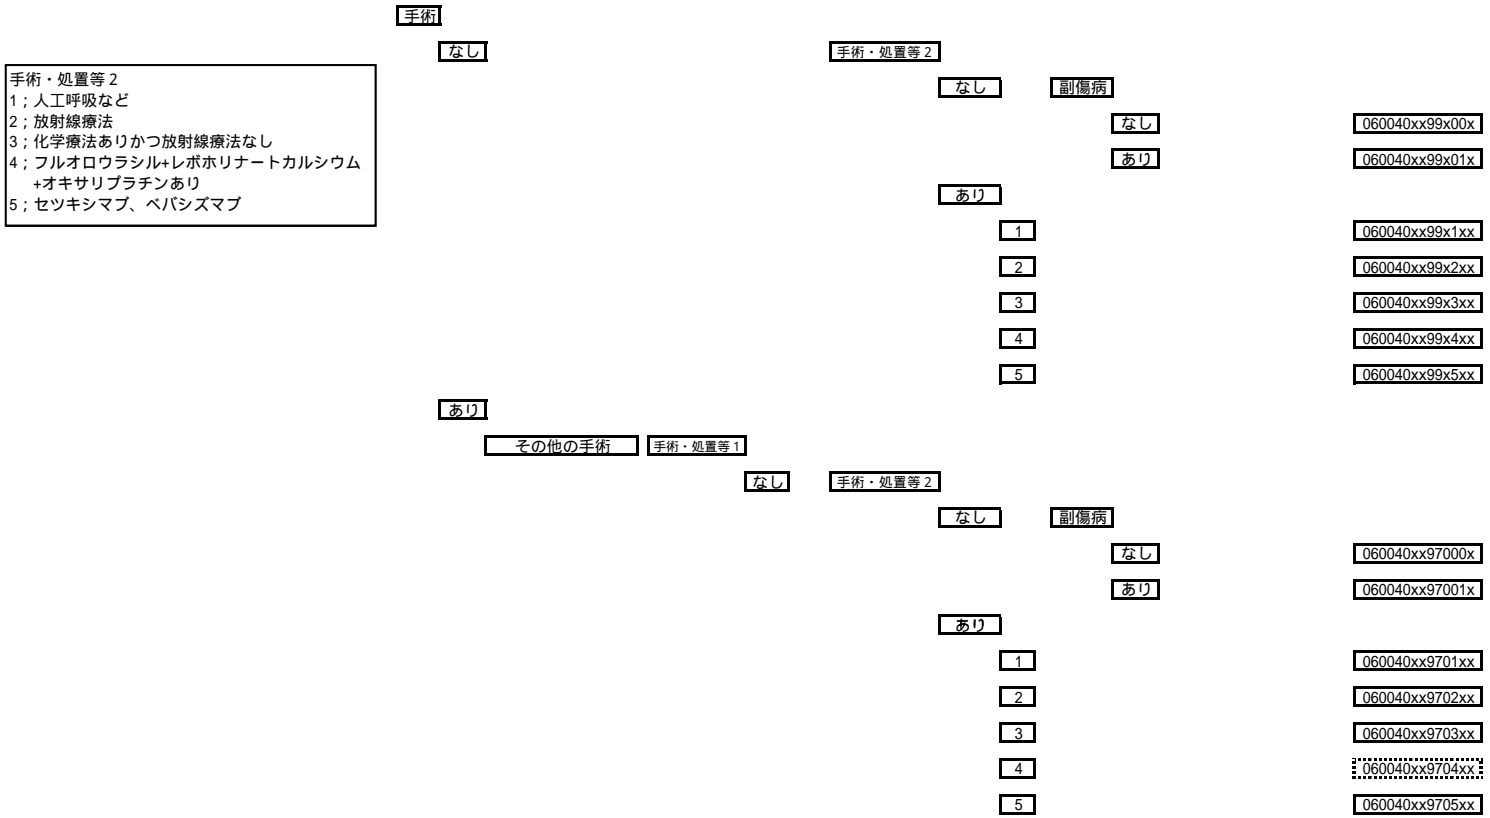 手術
なし 手術・処置等２
手術・処置等２
1；人工呼吸など
2；放射線療法
3；化学療法ありかつ放射線療法なし
4；フルオロウラシル+レボホリナートカルシウム
+オキサリプラチンあり
5；セツキシマブ、ベバシズマブ
なし 副傷病
なし 060040xx99x00x
あり 060040xx99x01x
あり
1 060040xx99x1xx
2 060040xx99x2xx
3 060040xx99x3xx
4 060040xx99x4xx
5 060040xx99x5xx
あり
その他の手術 手術・処置等１
なし 手術・処置等２
なし 副傷病
なし 060040xx97000x
あり 060040xx97001x
あり
1 060040xx9701xx
2 060040xx9702xx
3 060040xx9703xx
4 060040xx9704xx
5 060040xx9705xx